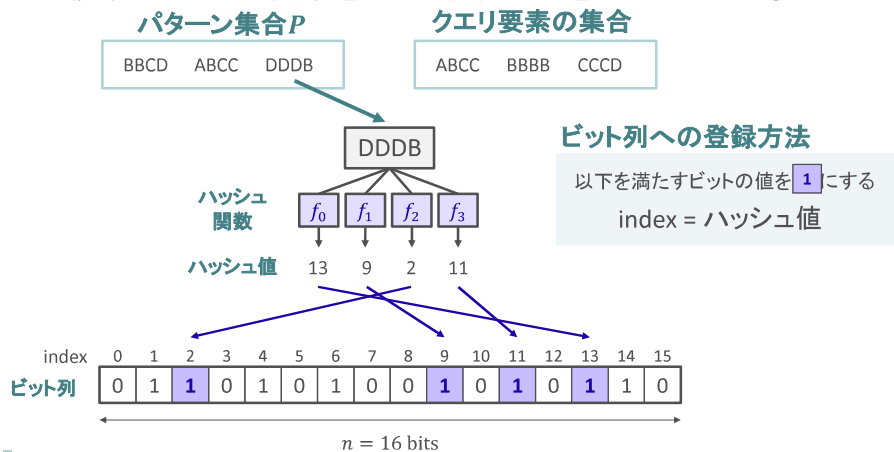 パターン集合P
クエリ要素の集合
BBCD ABCC DDDB
ABCC BBBB CCCD
DDDB
ビット列への登録方法
以下を満たすビットの値を 1 にする
index = ハッシュ値
ハッシュ
関数
f0 f1 f2 f3
ハッシュ値 13 9 2 11
index 0 1 2 3 4 5 6 7 8 9 10 11 12 13 14 15
ビット列 0 1 1 0 1 0 1 0 0 1 0 1 0 1 1 0
n = 16 bits